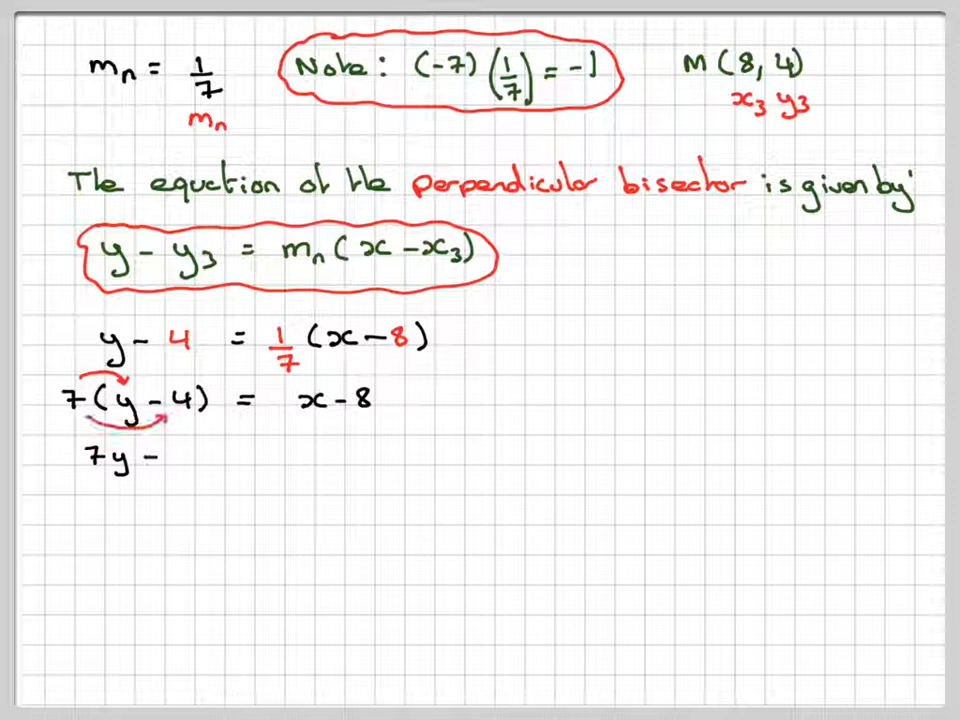 mₙ = 1/7 Note: (-7)(1/7) = -1 M(8, 4)
mₙ x₃ y₃
The equation of the perpendicular bisector is given by:
y - y₃ = mₙ(x - x₃)
y - 4 = 1/7 (x - 8)
7(y - 4) = x - 8
7y -